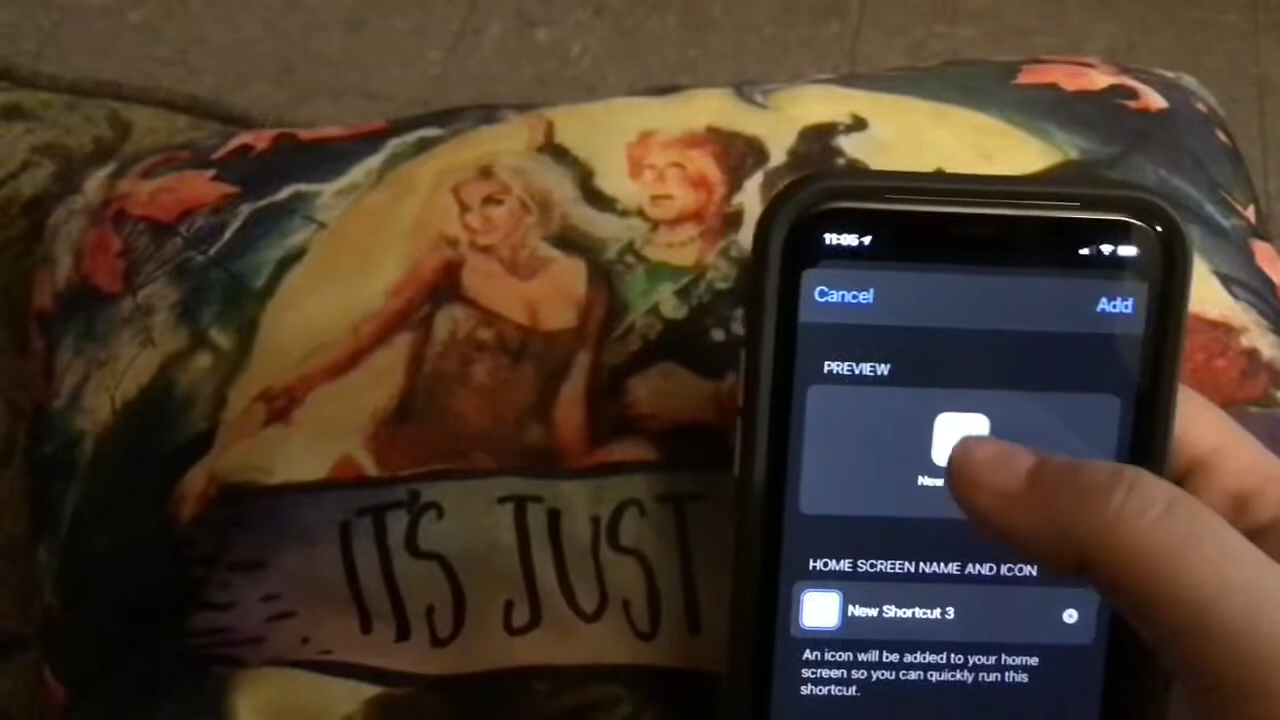 IT'S JUST
11:05
Cancel
Add
PREVIEW
New
HOME SCREEN NAME AND ICON
New Shortcut 3
An icon will be added to your home
screen so you can quickly run this
shortcut.